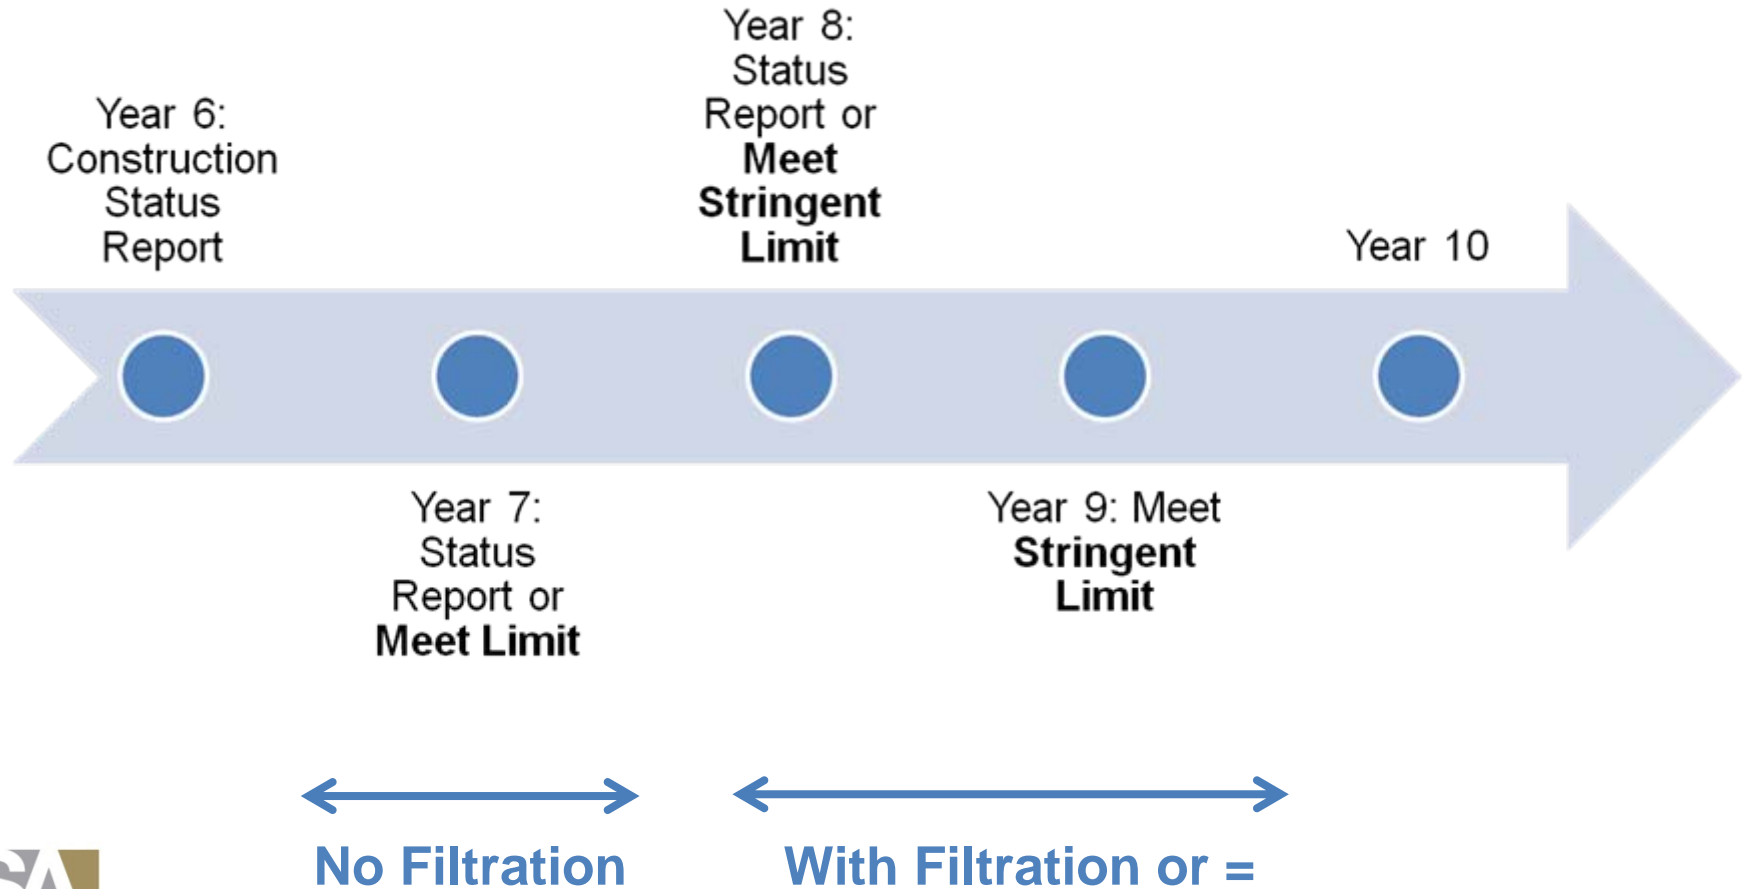 Year 6:
Construction
Status
Report
Year 7:
Status
Report or
Meet Limit
Year 8:
Status
Report or
Meet
Stringent
Limit
Year 9: Meet
Stringent
Limit
Year 10
No Filtration
With Filtration or =
SA